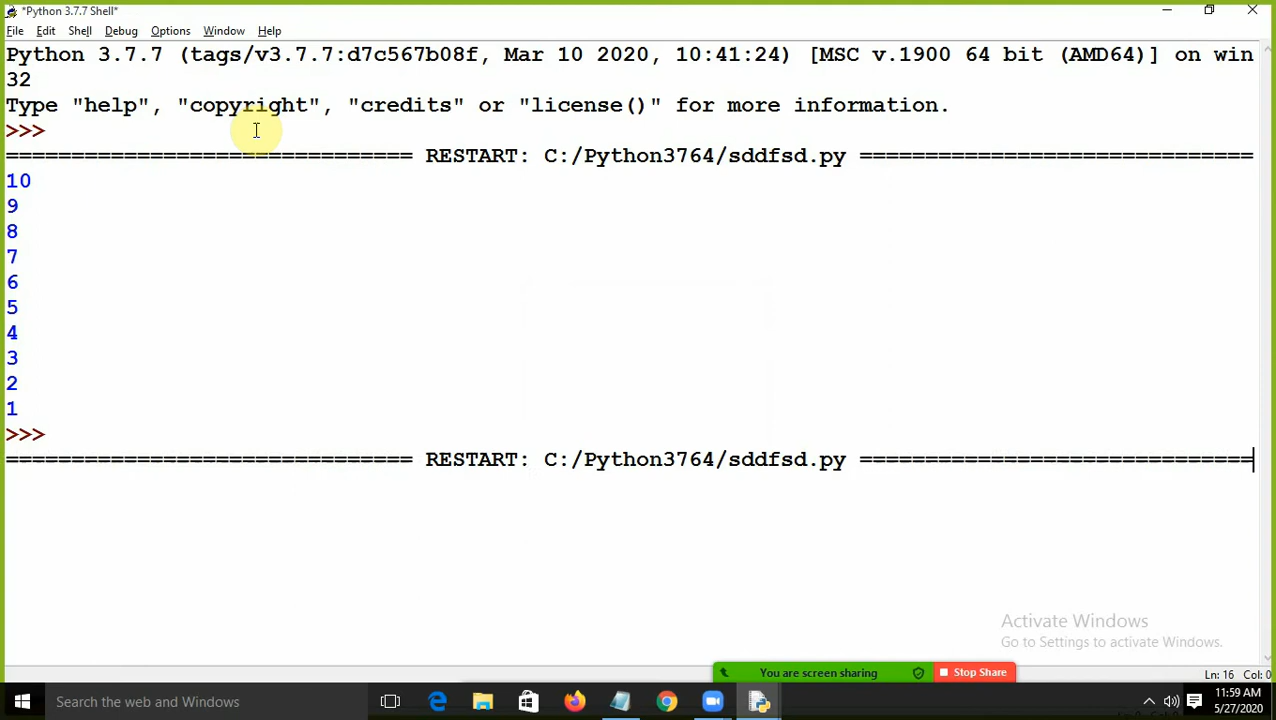 *Python 3.7.7 Shell*
File Edit Shell Debug Options Window Help
Python 3.7.7 (tags/v3.7.7:d7c567b08f, Mar 10 2020, 10:41:24) [MSC v.1900 64 bit (AMD64)] on win
32
Type "help", "copyright", "credits" or "license()" for more information.
>>>
=============================== RESTART: C:/Python3764/sddfsd.py ==============================
10
9
8
7
6
5
4
3
2
1
>>>
=============================== RESTART: C:/Python3764/sddfsd.py ==============================
Activate Windows
Go to Settings to activate Windows.
You are screen sharing Stop Share
Ln: 16 Col: 0
Search the web and Windows
11:59 AM
5/27/2020